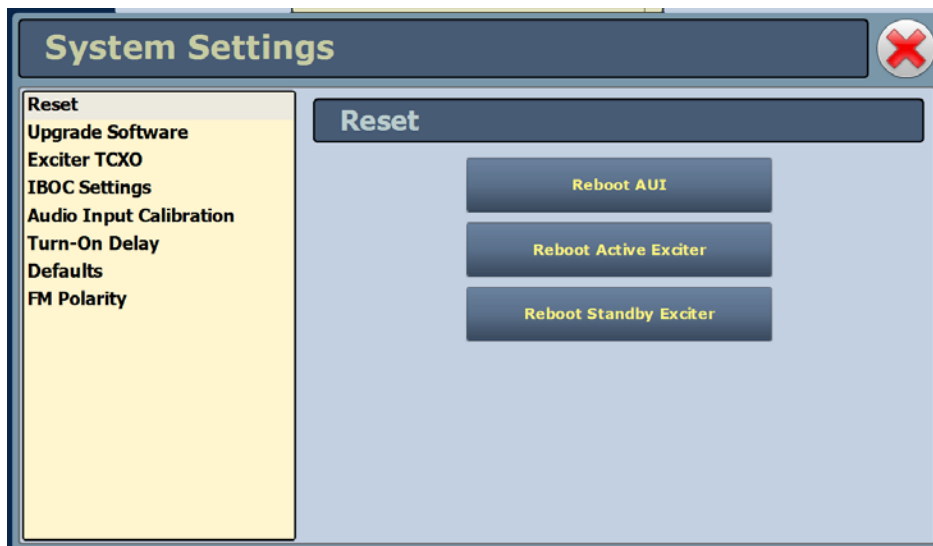 System Settings
Reset
Upgrade Software
Exciter TCXO
IBOC Settings
Audio Input Calibration
Turn-On Delay
Defaults
FM Polarity
Reset
Reboot AUI
Reboot Active Exciter
Reboot Standby Exciter